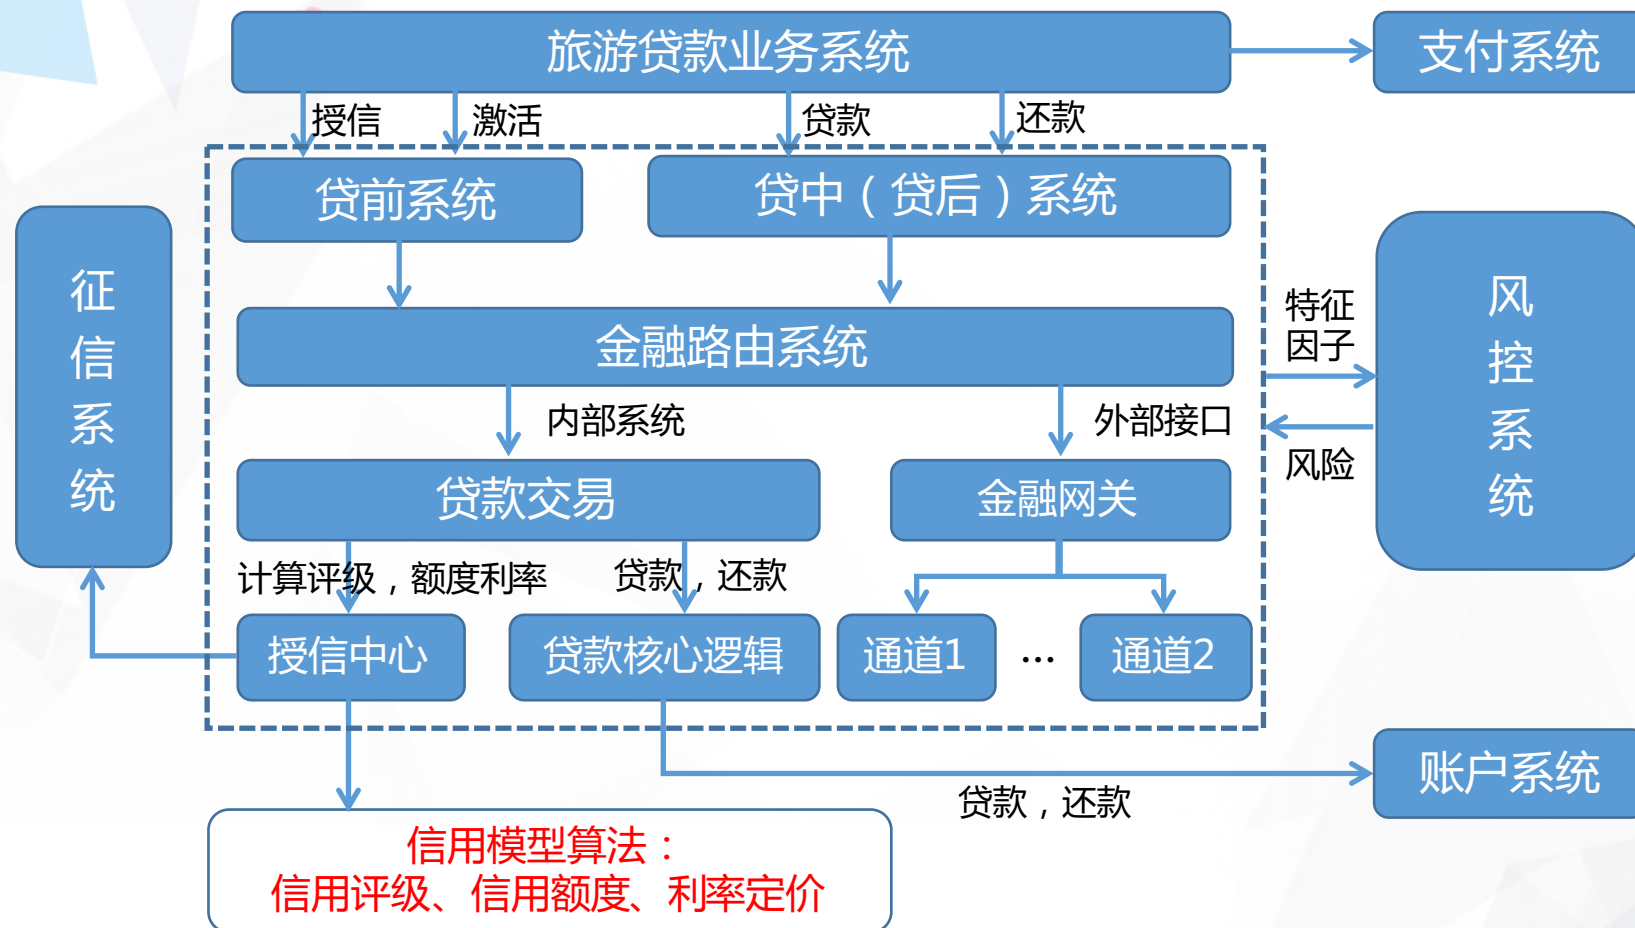 旅游贷款业务系统
支付系统
授信
激活
贷款
还款
贷前系统
贷中（贷后）系统
征
信
系
统
金融路由系统
特征
因子
风险
风
控
系
统
内部系统
外部接口
贷款交易
金融网关
计算评级，额度利率
贷款，还款
授信中心
贷款核心逻辑
通道1
...
通道2
账户系统
贷款，还款
信用模型算法：
信用评级、信用额度、利率定价